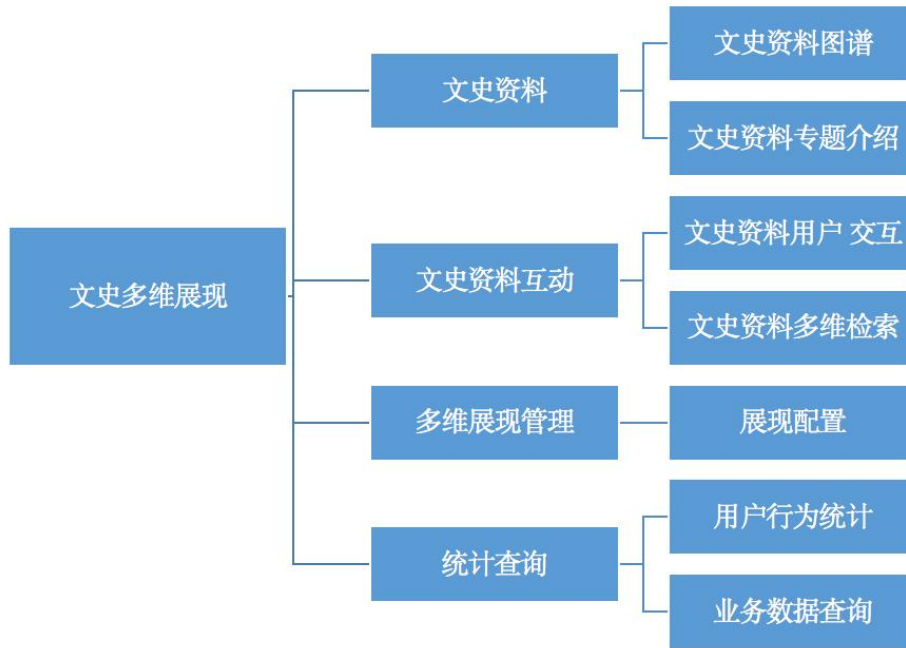 文史多维展现
文史资料
文史资料图谱
文史资料专题介绍
文史资料互动
文史资料用户 交互
文史资料多维检索
多维展现管理
展现配置
统计查询
用户行为统计
业务数据查询